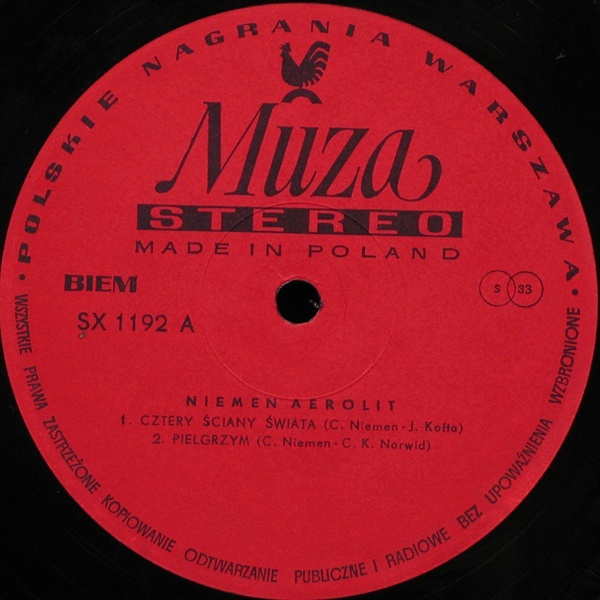 • POLSKIE NAGRANIA WARSZAWA •
Muza
STEREO
MADE IN POLAND
BIEM
S 33
SX 1192 A
NIEMEN AEROLIT
1. CZTERY ŚCIANY ŚWIATA (C. Niemen - J. Kofta)
2. PIELGRZYM (C. Niemen - C. K. Norwid)
WSZYSTKIE PRAWA ZASTRZEŻONE KOPIOWANIE ODTWARZANIE PUBLICZNE I RADIOWE BEZ UPOWAŻNIENIA WZBRONIONE